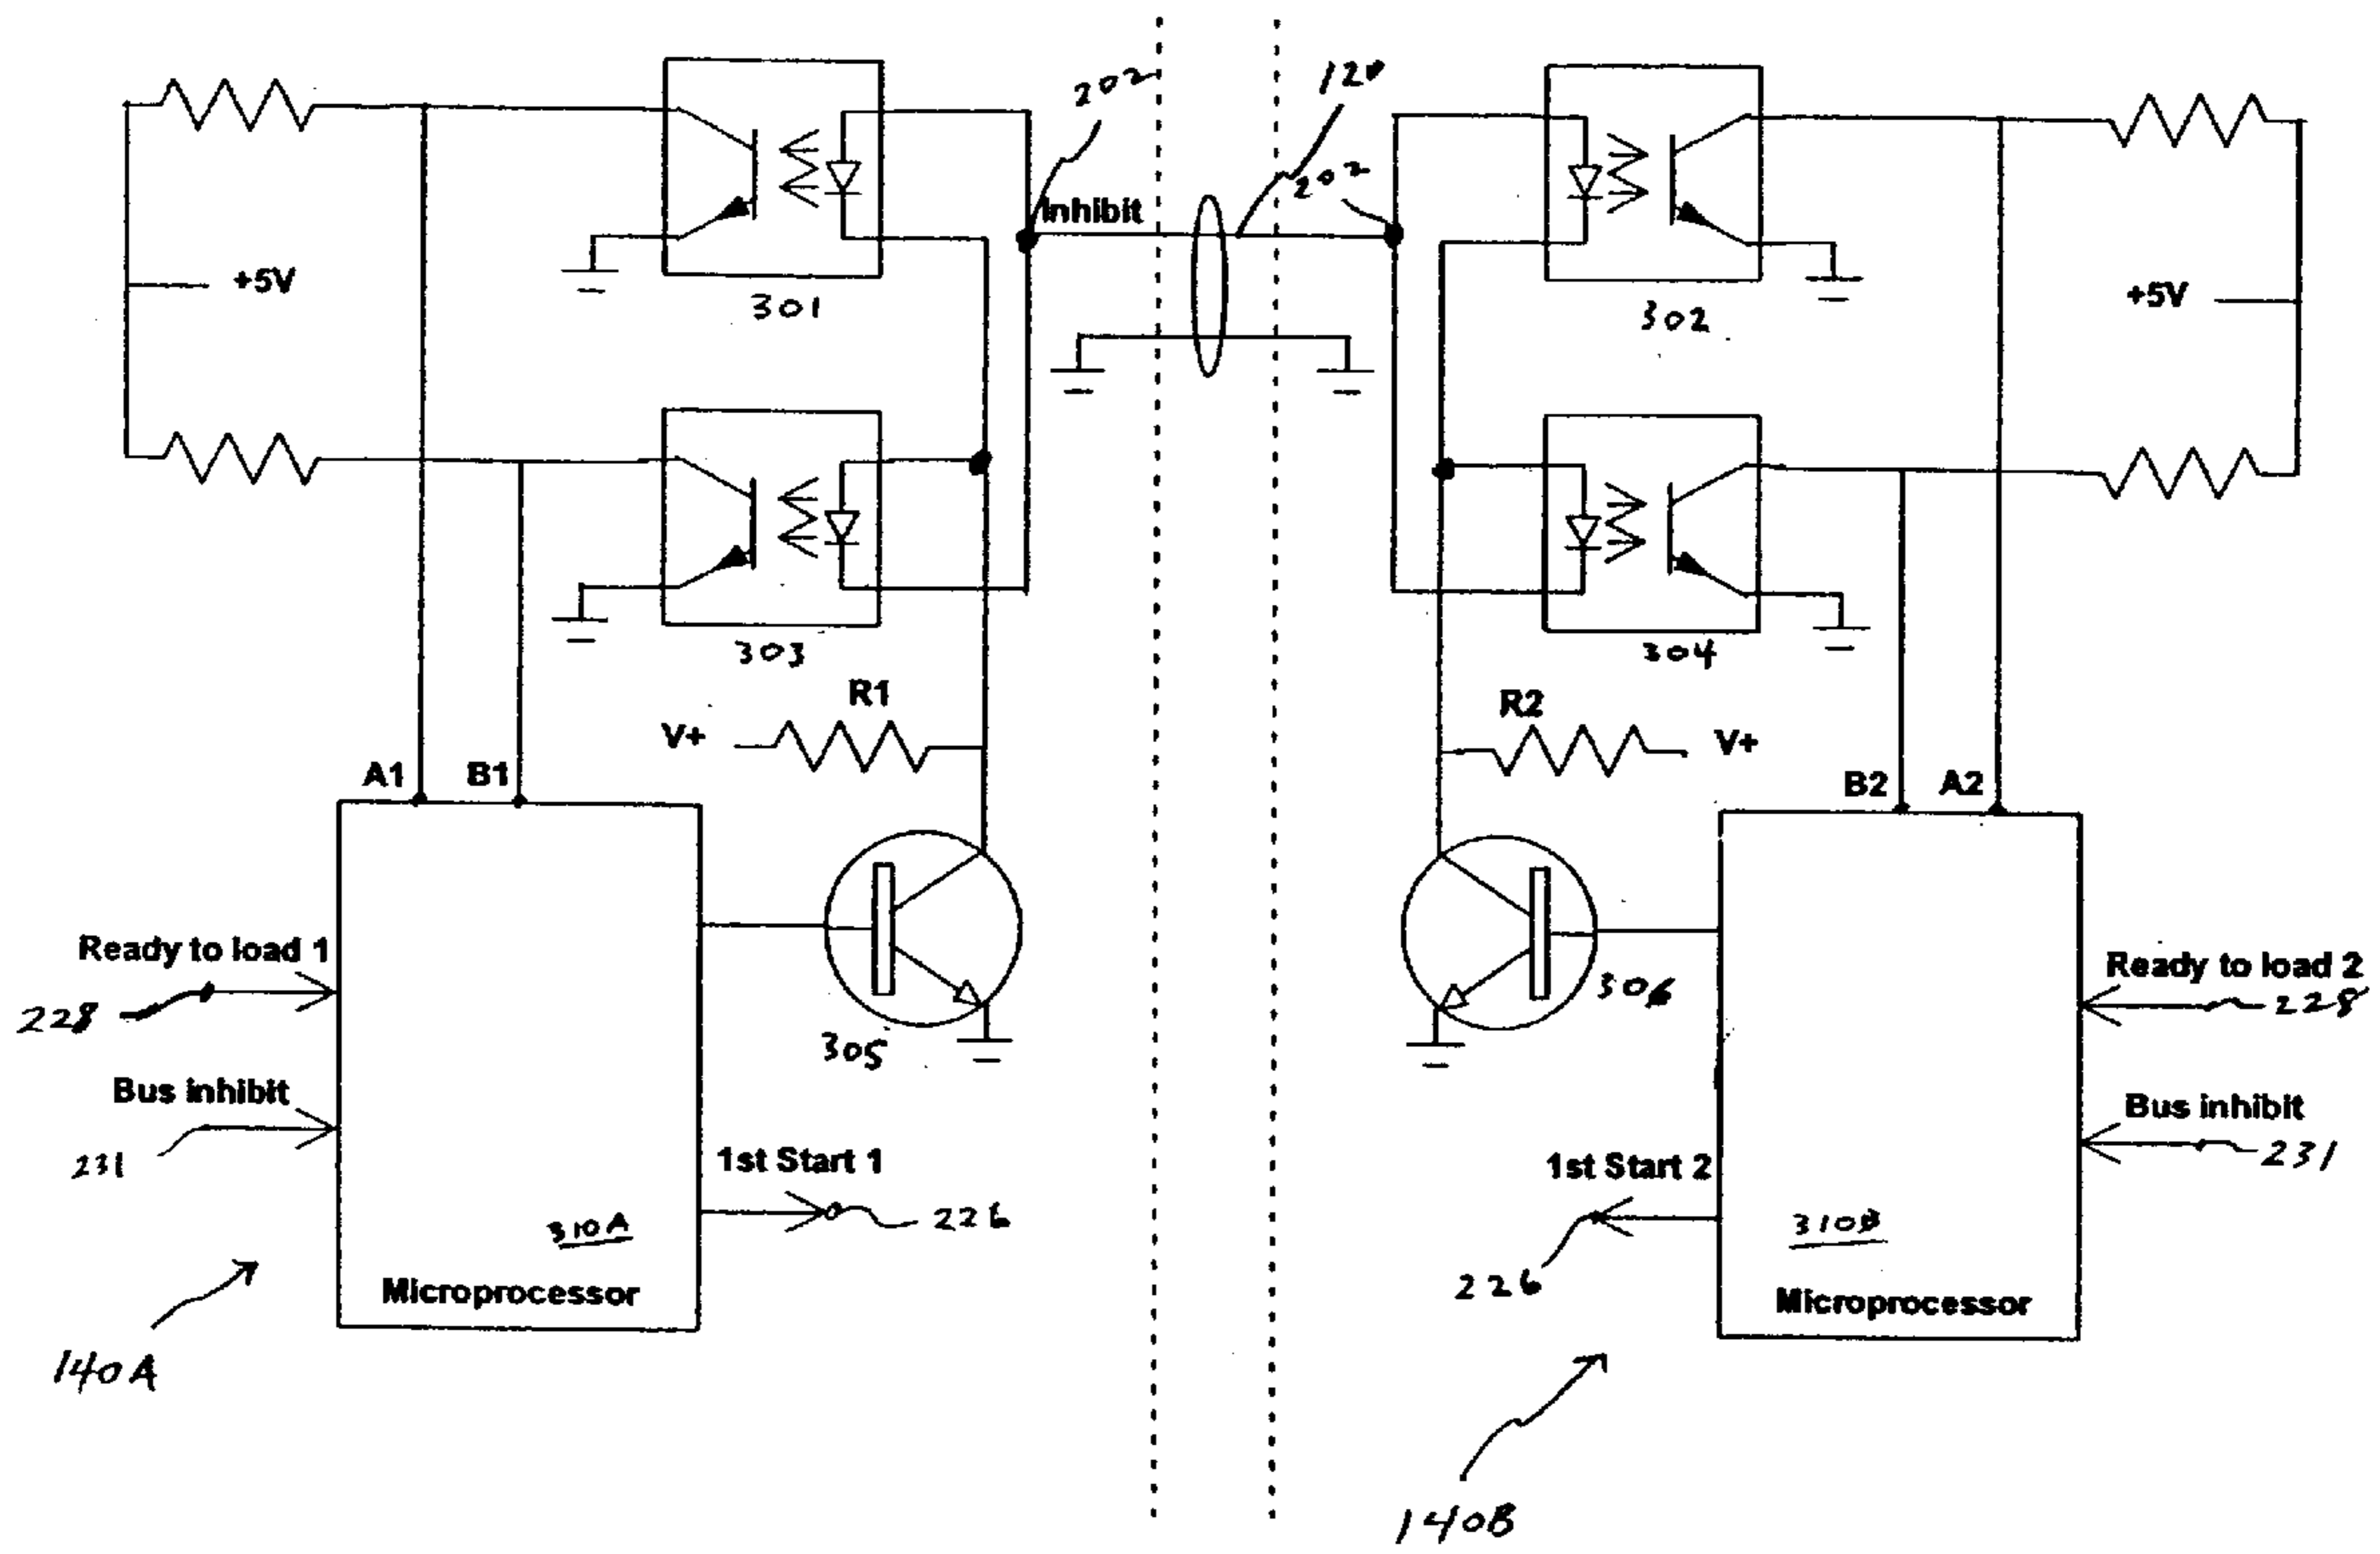 202
120
202
Inhibit
+5V
301
302
+5V
303
304
R1
V+
R2
V+
A1
B1
B2
A2
Ready to load 1
228
305
306
Ready to load 2
228
Bus inhibit
231
Bus inhibit
231
1st Start 1
226
1st Start 2
226
310A
Microprocessor
310B
Microprocessor
140A
140B